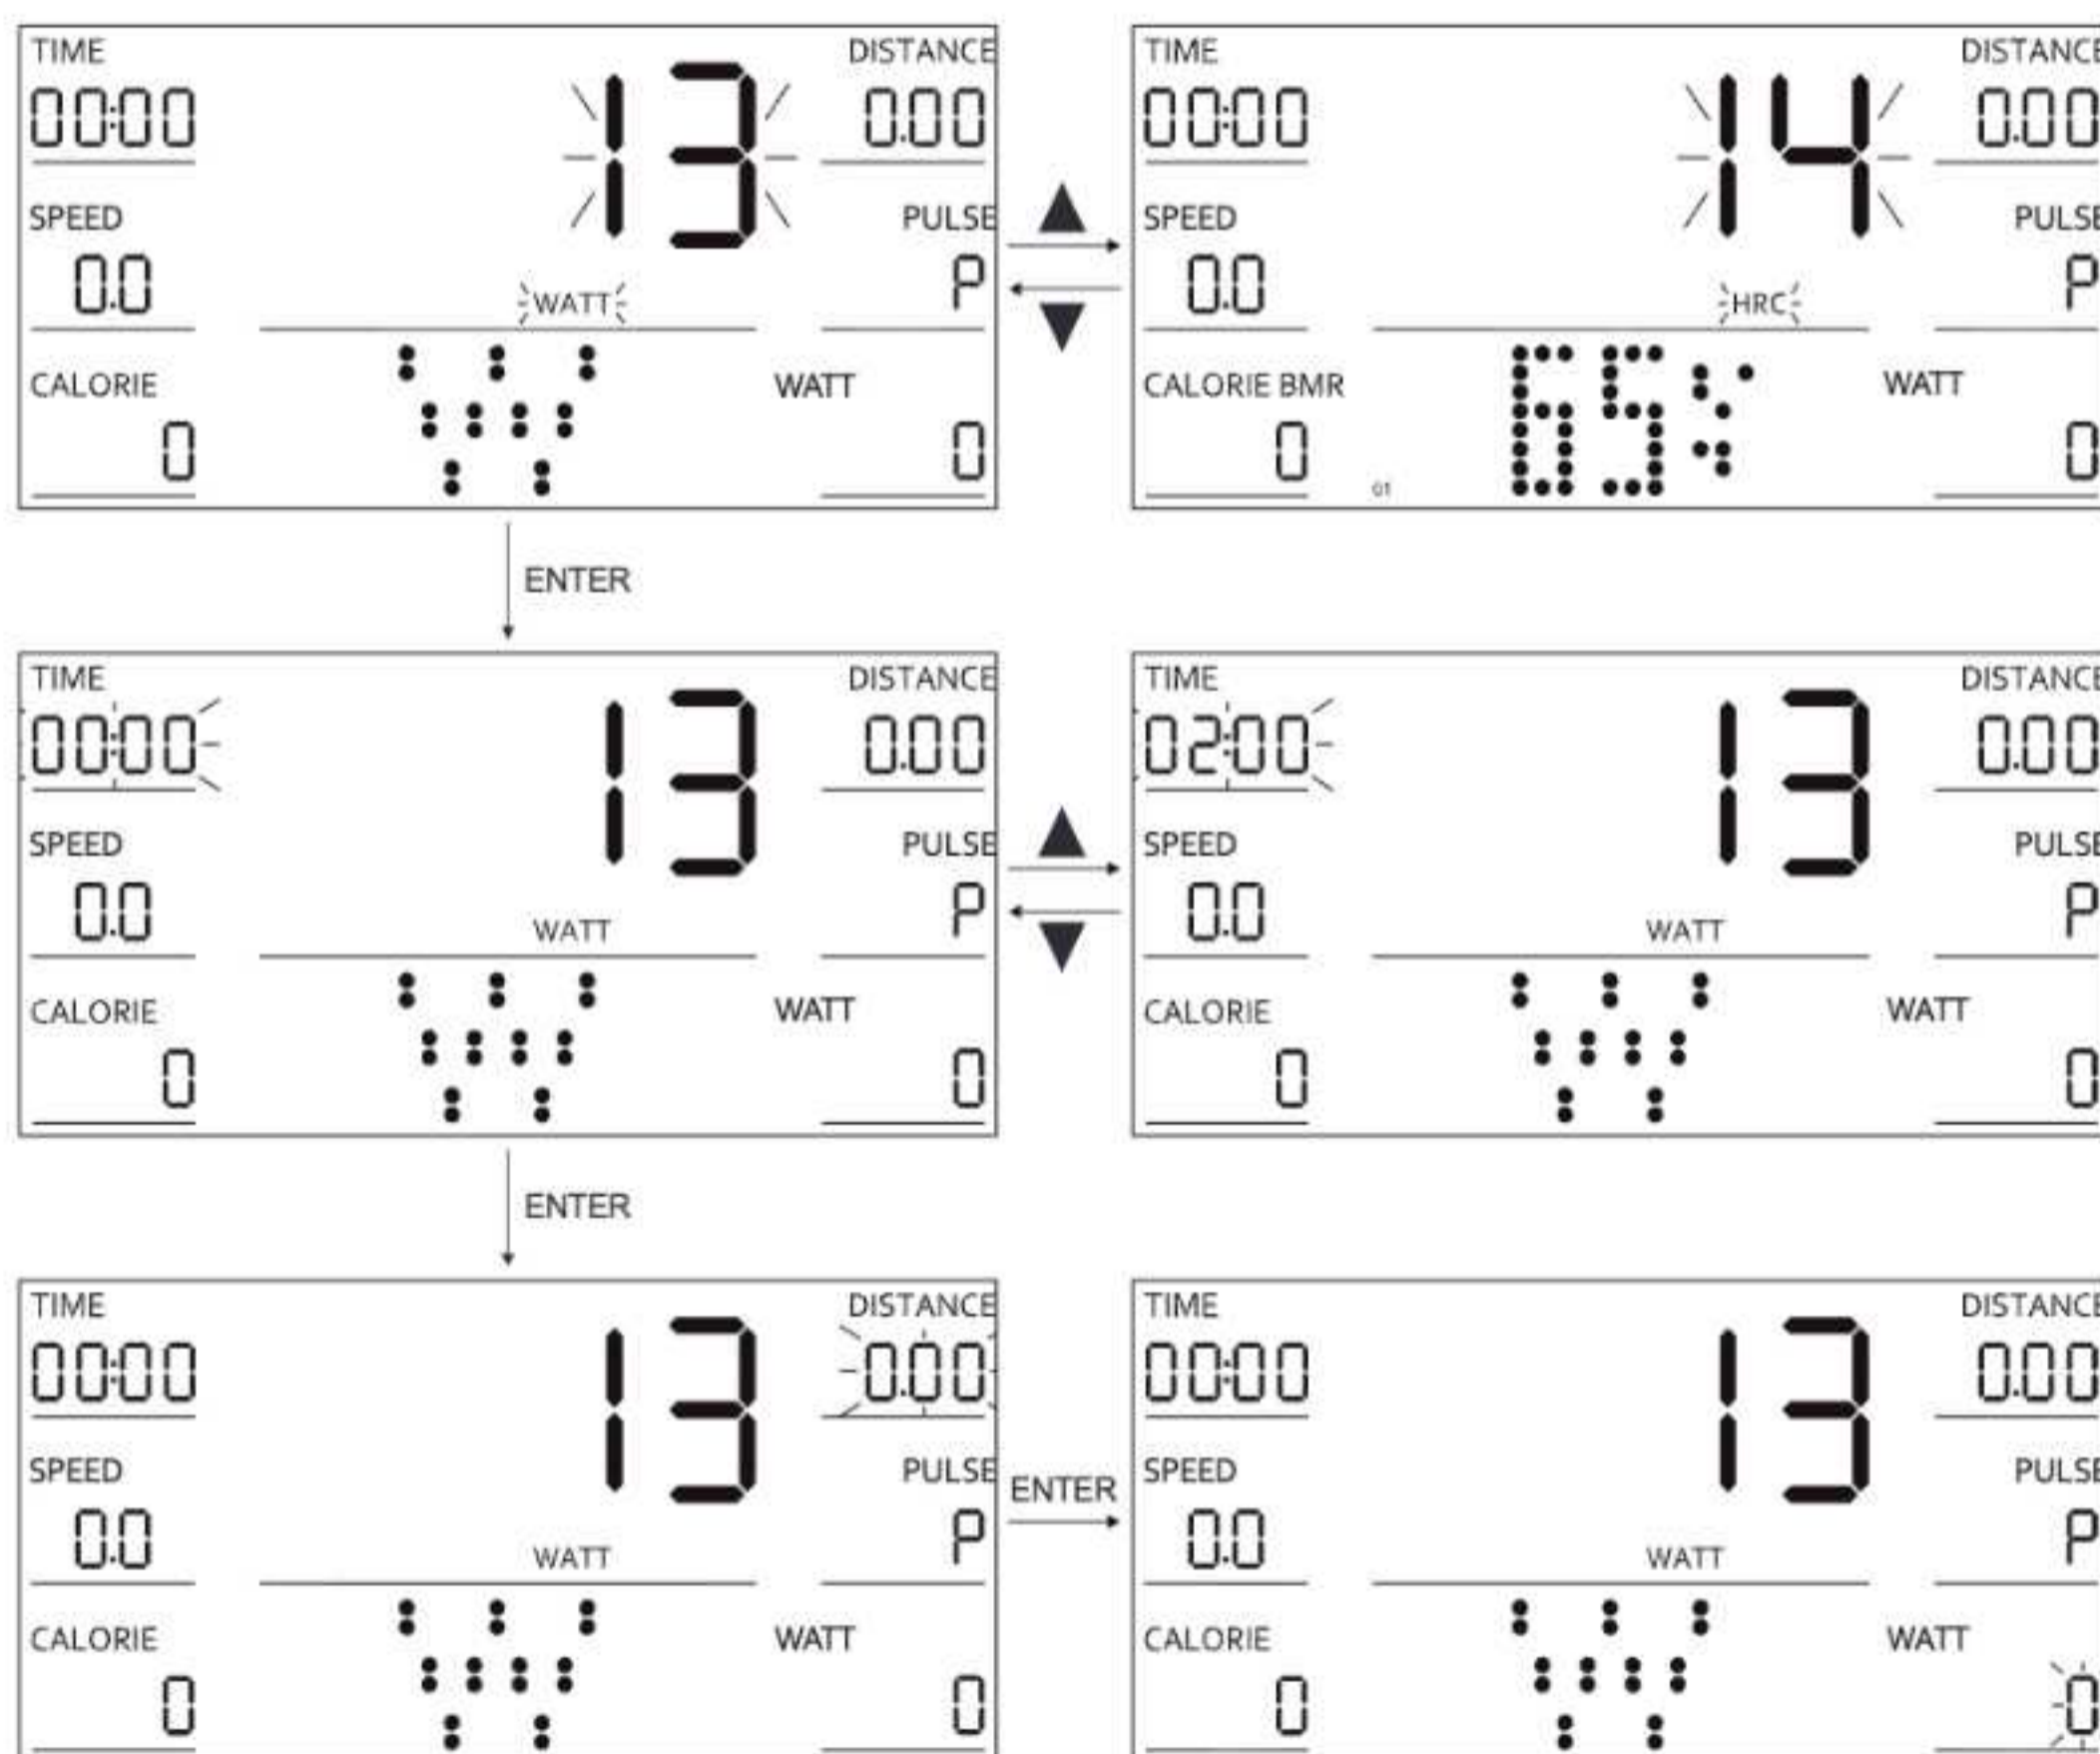 TIME
00:00
SPEED
0.0
CALORIE
0
13
WATT
W
DISTANCE
0.00
PULSE
P
WATT
0
TIME
00:00
SPEED
0.0
CALORIE BMR
0
01
14
HRC
65%
DISTANCE
0.00
PULSE
P
WATT
0
ENTER
TIME
00:00
SPEED
0.0
CALORIE
0
13
WATT
W
DISTANCE
0.00
PULSE
P
WATT
0
TIME
02:00
SPEED
0.0
CALORIE
0
13
WATT
W
DISTANCE
0.00
PULSE
P
WATT
0
ENTER
TIME
00:00
SPEED
0.0
CALORIE
0
13
WATT
W
DISTANCE
0.00
PULSE
P
WATT
0
ENTER
TIME
00:00
SPEED
0.0
CALORIE
0
13
WATT
W
DISTANCE
0.00
PULSE
P
WATT
0